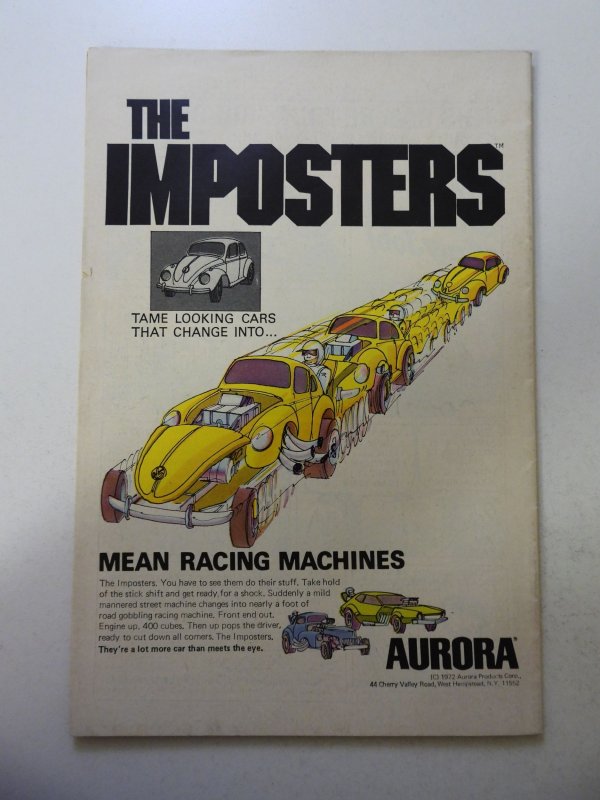 THE
IMPOSTERS™
TAME LOOKING CARS
THAT CHANGE INTO...
MEAN RACING MACHINES
The Imposters. You have to see them do their stuff. Take hold
of the stick shift and get ready for a shock. Suddenly a mild
mannered street machine changes into nearly a foot of
road gobbling racing machine. Front end out.
Engine up. 400 cubes. Then up pops the driver,
ready to cut down all corners. The Imposters.
They're a lot more car than meets the eye.
AURORA®
(C) 1972 Aurora Products Corp.,
44 Cherry Valley Road, West Hempstead, N.Y. 11552